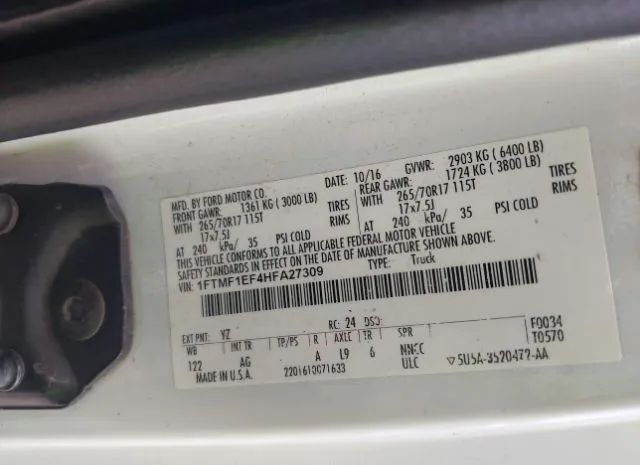 MFD. BY FORD MOTOR CO. 10/16 GVWR: 2903 KG ( 6400 LB)
FRONT GAWR: 1361 KG ( 3000 LB) REAR GAWR: 1724 KG ( 3800 LB)
WITH 265/70R17 115T TIRES WITH 265/70R17 115T TIRES
17x7.5J RIMS 17x7.5J RIMS
AT 240 kPa/ 35 PSI COLD AT 240 kPa/ 35 PSI COLD
THIS VEHICLE CONFORMS TO ALL APPLICABLE FEDERAL MOTOR VEHICLE
SAFETY STANDARDS IN EFFECT ON THE DATE OF MANUFACTURE SHOWN ABOVE.
VIN: 1FTMF1EF4HFA27309 TYPE: Truck
EXT PNT: YZ RC: 24 DSO: F0034
WB INT TR TP/PS R AXLE TR SPR T0570
122 AG A L9 6 NNEC
MADE IN U.S.A. 2201610071633 ULC 5U5A-3520472-AA